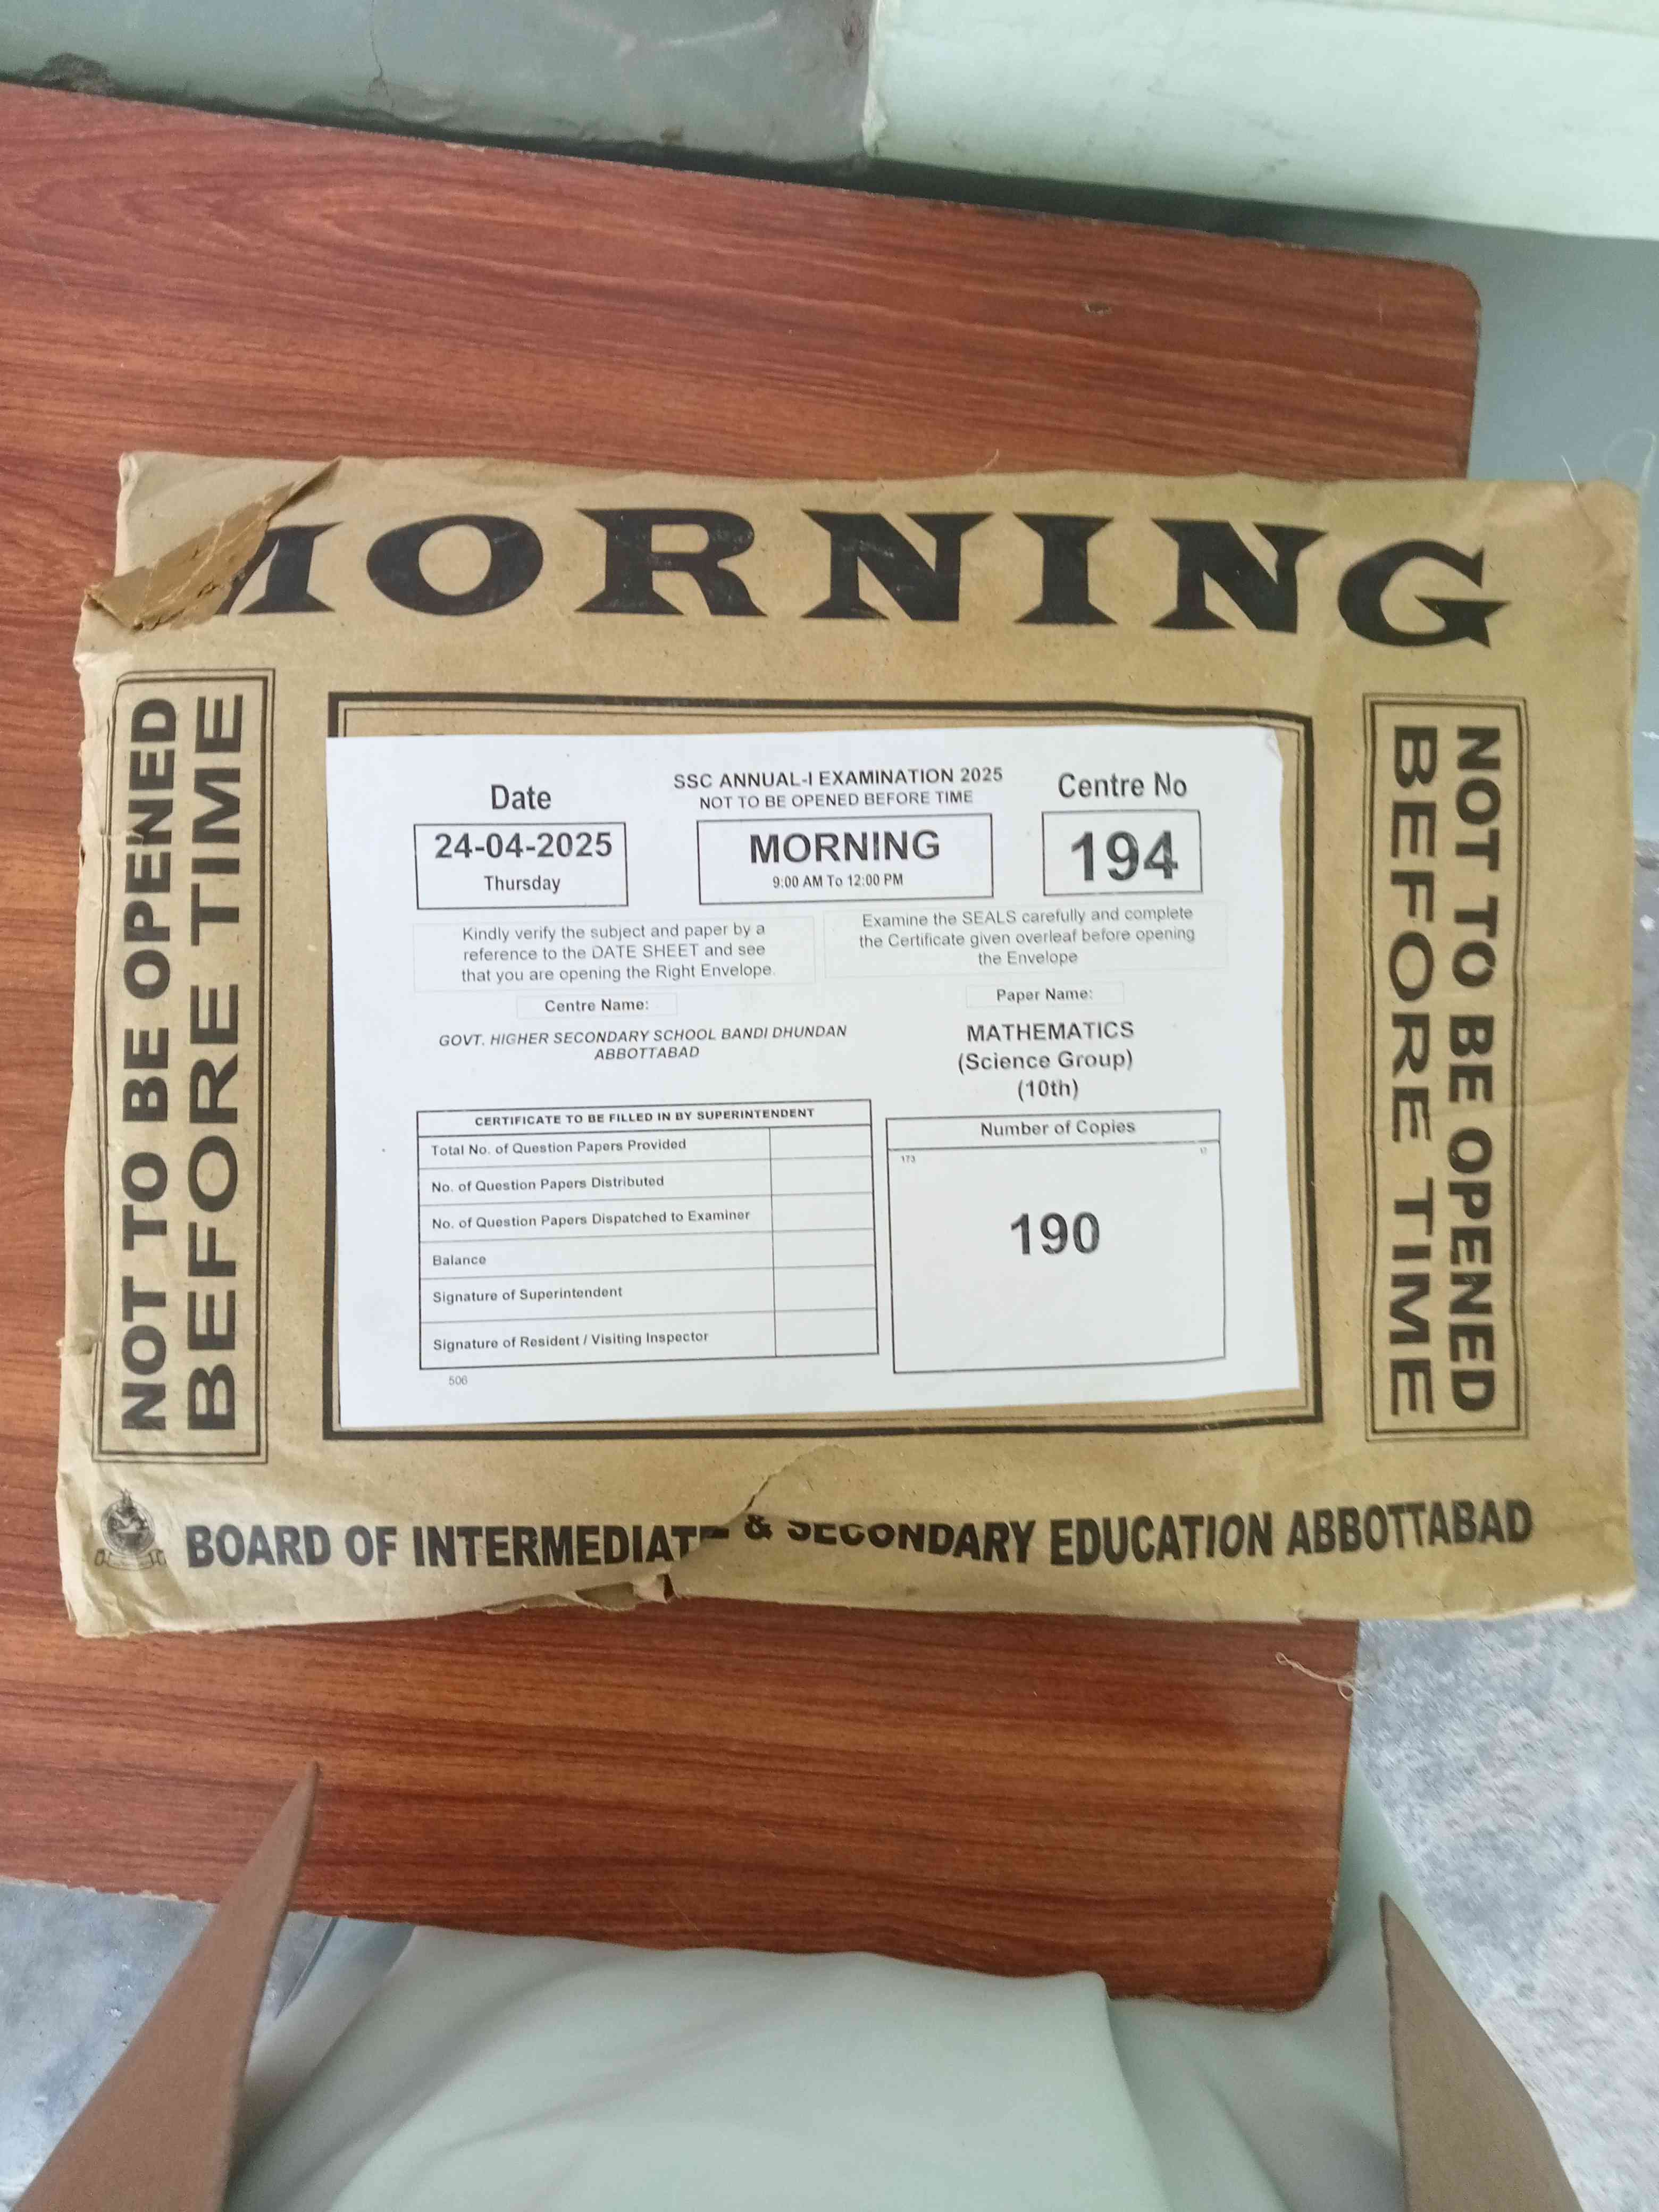 MORNING
NOT TO BE OPENED
BEFORE TIME
Date
24-04-2025
Thursday
SSC ANNUAL-I EXAMINATION 2025
NOT TO BE OPENED BEFORE TIME
MORNING
9:00 AM To 12:00 PM
Centre No
194
Kindly verify the subject and paper by a
reference to the DATE SHEET and see
that you are opening the Right Envelope.
Examine the SEALS carefully and complete
the Certificate given overleaf before opening
the Envelope
Centre Name:
GOVT. HIGHER SECONDARY SCHOOL BANDI DHUNDAN
ABBOTTABAD
Paper Name:
MATHEMATICS
(Science Group)
(10th)
CERTIFICATE TO BE FILLED IN BY SUPERINTENDENT
Total No. of Question Papers Provided
No. of Question Papers Distributed
No. of Question Papers Dispatched to Examiner
Balance
Signature of Superintendent
Signature of Resident / Visiting Inspector
506
Number of Copies
173
190
NOT TO BE OPENED
BEFORE TIME
BOARD OF INTERMEDIATE & SECONDARY EDUCATION ABBOTTABAD